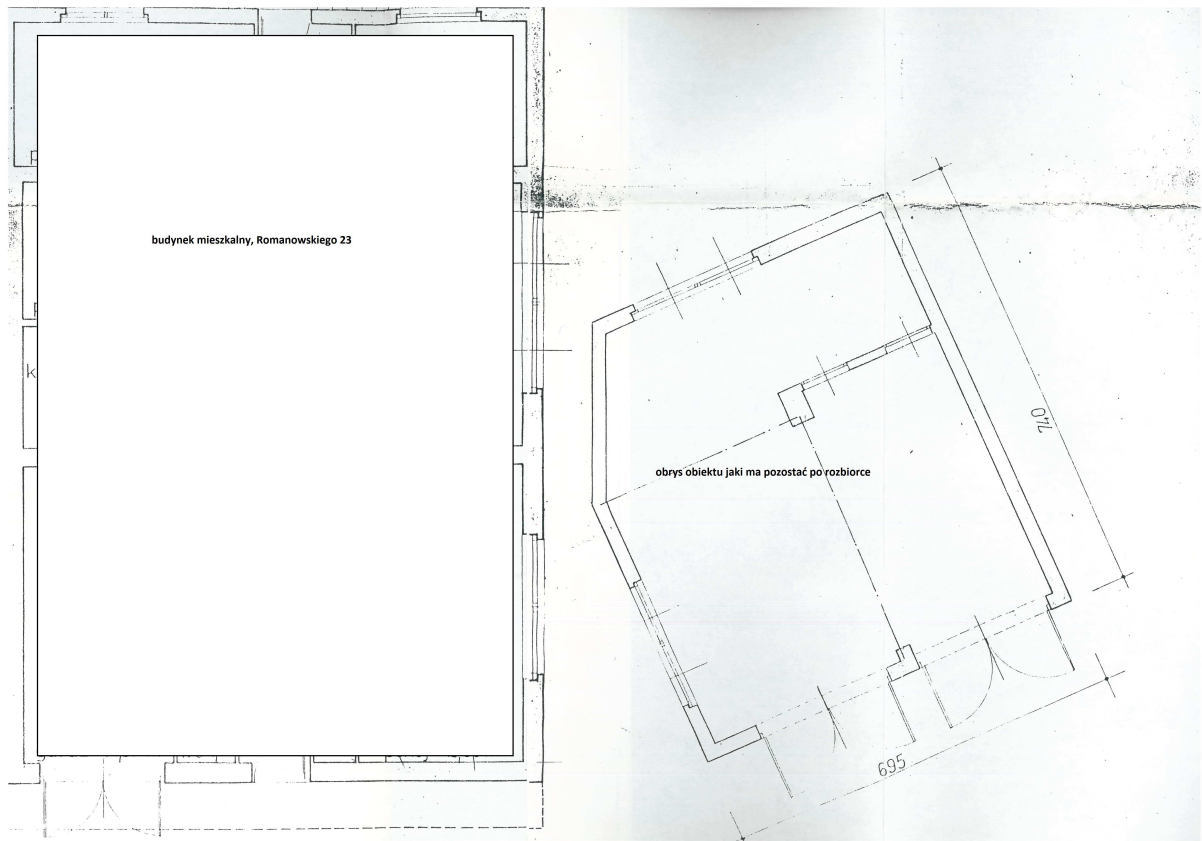 budynek mieszkalny, Romanowskiego 23
K
obrys obiektu jaki ma pozostać po rozbiorce
740
695